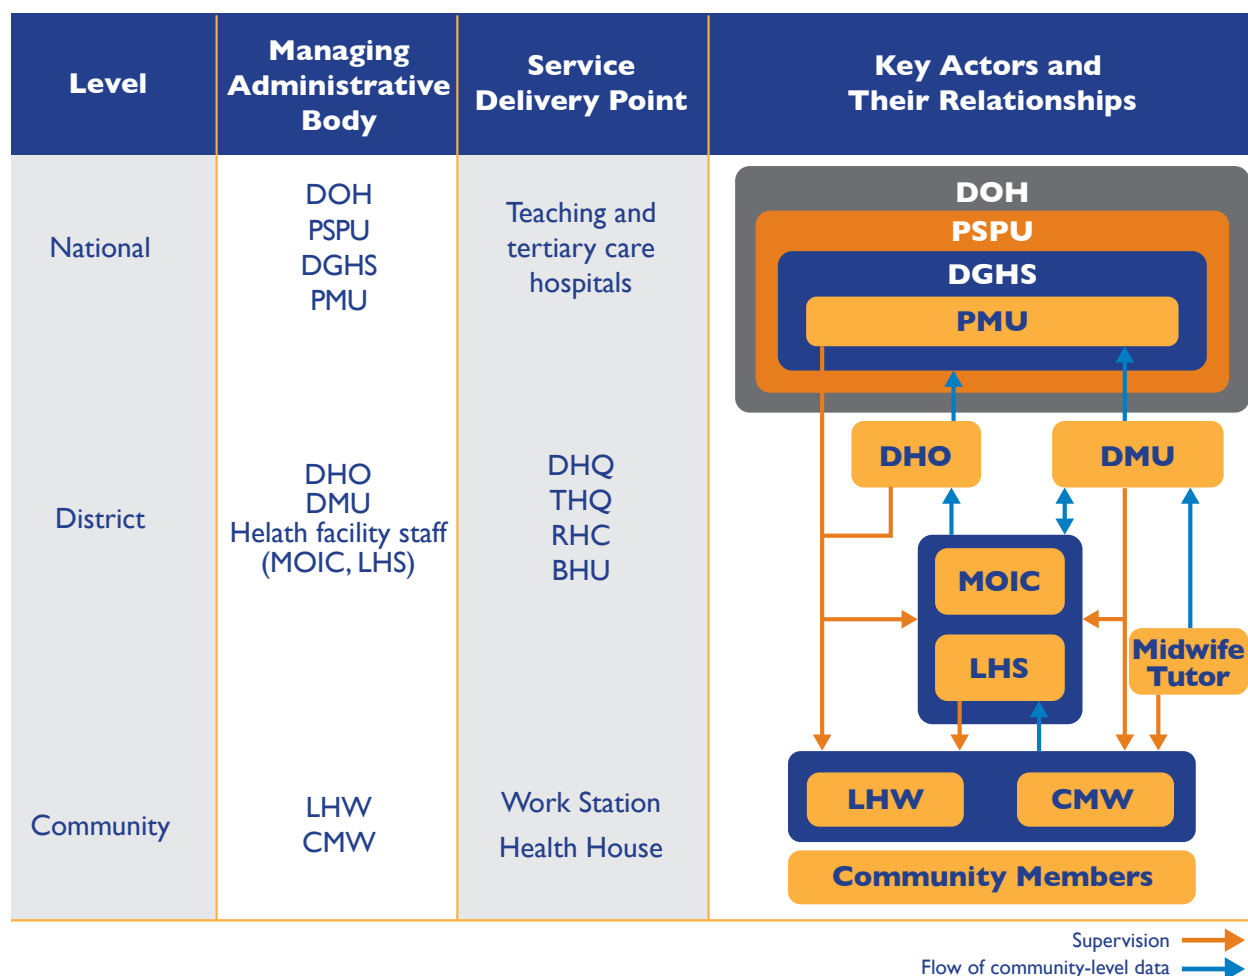 Level
Managing
Administrative
Body
Service
Delivery Point
Key Actors and
Their Relationships
National
DOH
PSPU
DGHS
PMU
Teaching and
tertiary care
hospitals
DOH
PSPU
DGHS
PMU
District
DHO
DMU
Helath facility staff
(MOIC, LHS)
DHQ
THQ
RHC
BHU
DHO
DMU
MOIC
LHS
Midwife
Tutor
Community
LHW
CMW
Work Station
Health House
LHW
CMW
Community Members
Supervision
Flow of community-level data